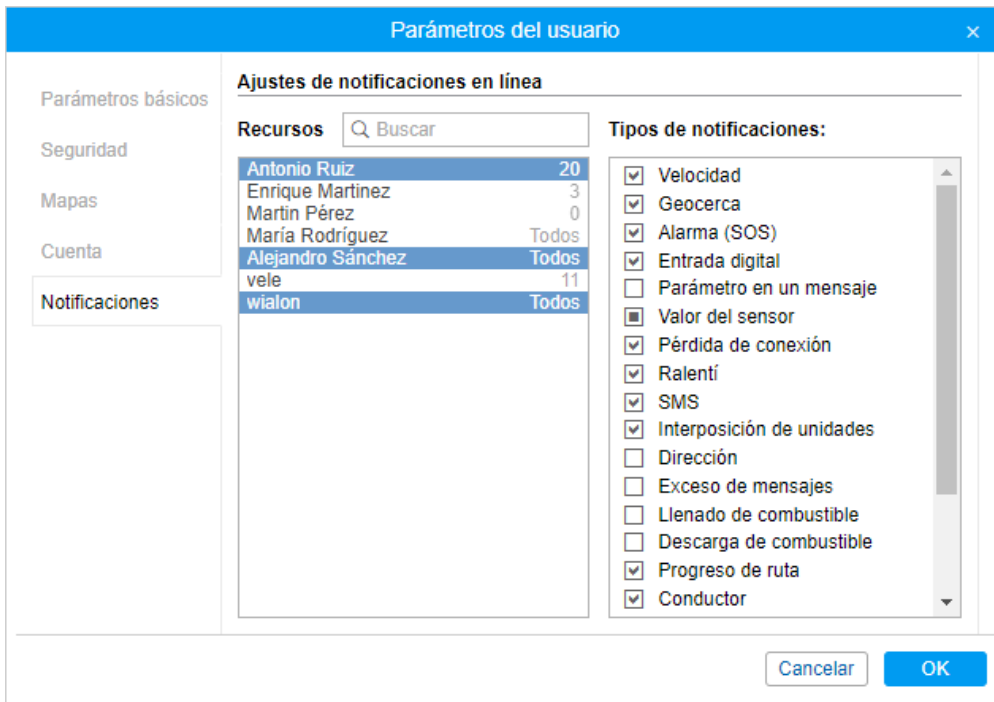 Parámetros del usuario
Parámetros básicos
Seguridad
Mapas
Cuenta
Notificaciones
Ajustes de notificaciones en línea
Recursos Buscar
Antonio Ruiz 20
Enrique Martinez 3
Martin Pérez 0
María Rodríguez Todos
Alejandro Sánchez Todos
vele 11
wialon Todos
Tipos de notificaciones:
Velocidad
Geocerca
Alarma (SOS)
Entrada digital
Parámetro en un mensaje
Valor del sensor
Pérdida de conexión
Ralentí
SMS
Interposición de unidades
Dirección
Exceso de mensajes
Llenado de combustible
Descarga de combustible
Progreso de ruta
Conductor
Cancelar OK